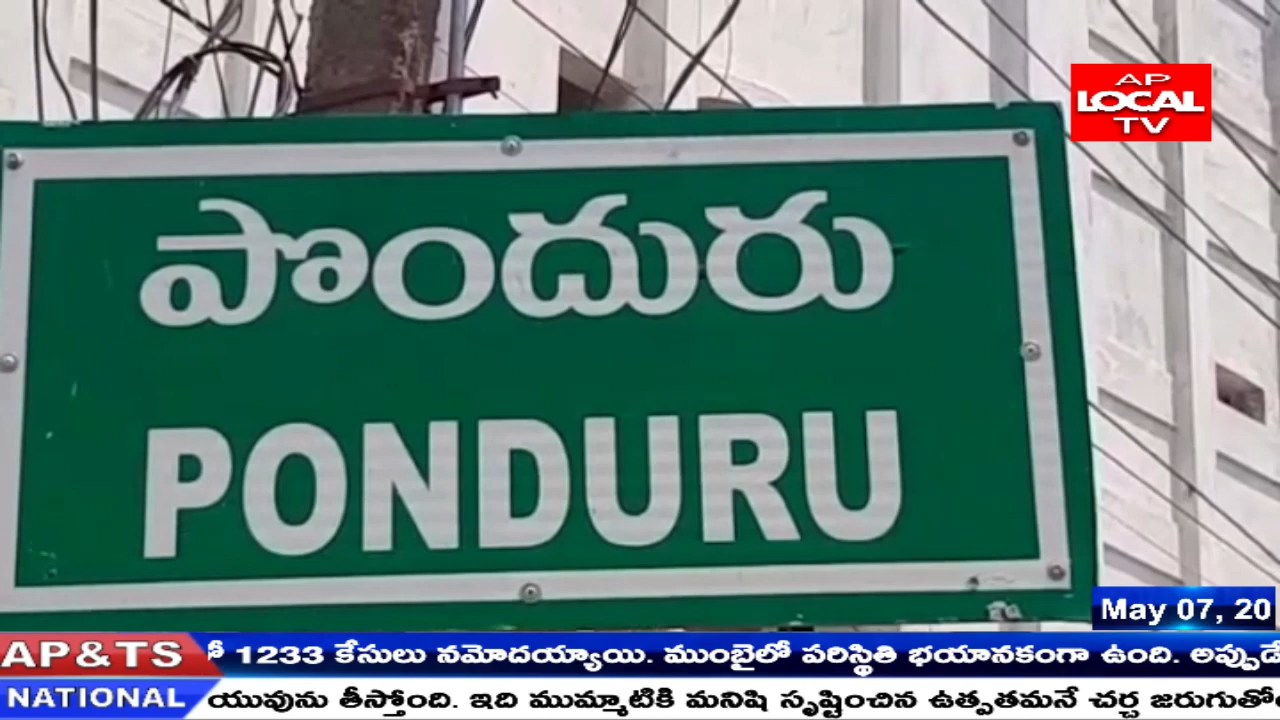 AP
LOCAL
TV
పొందురు
PONDURU
May 07, 20
AP&TS
1233 కేసులు నమోదయ్యాయి. ముంబైలో పరిస్థితి భయానకంగా ఉంది. అప్పుడే
NATIONAL
యువును తీస్తోంది. ఇది ముమ్మాటికి మనిషి సృష్టించిన ఉత్పతమనే చర్చ